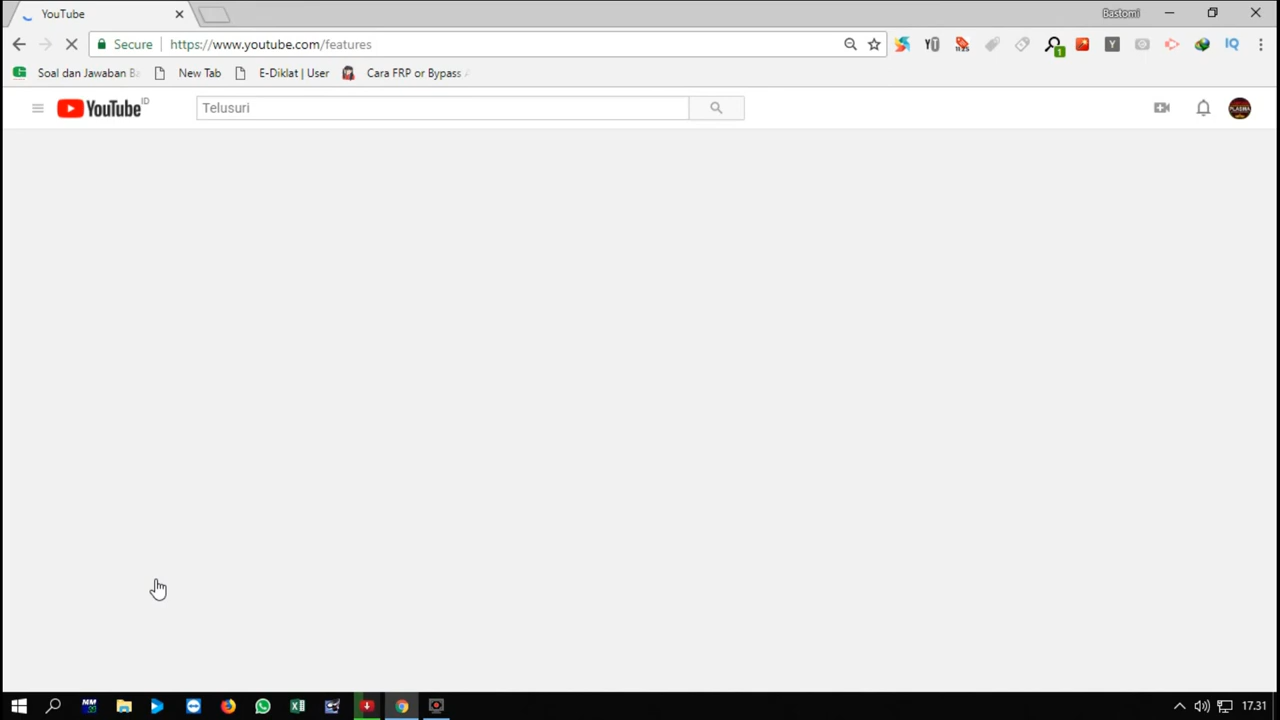 YouTube
Bastomi
Secure https://www.youtube.com/features
Soal dan Jawaban Ba New Tab E-Diklat | User Cara FRP or Bypass
YouTube ID Telusuri
17.31